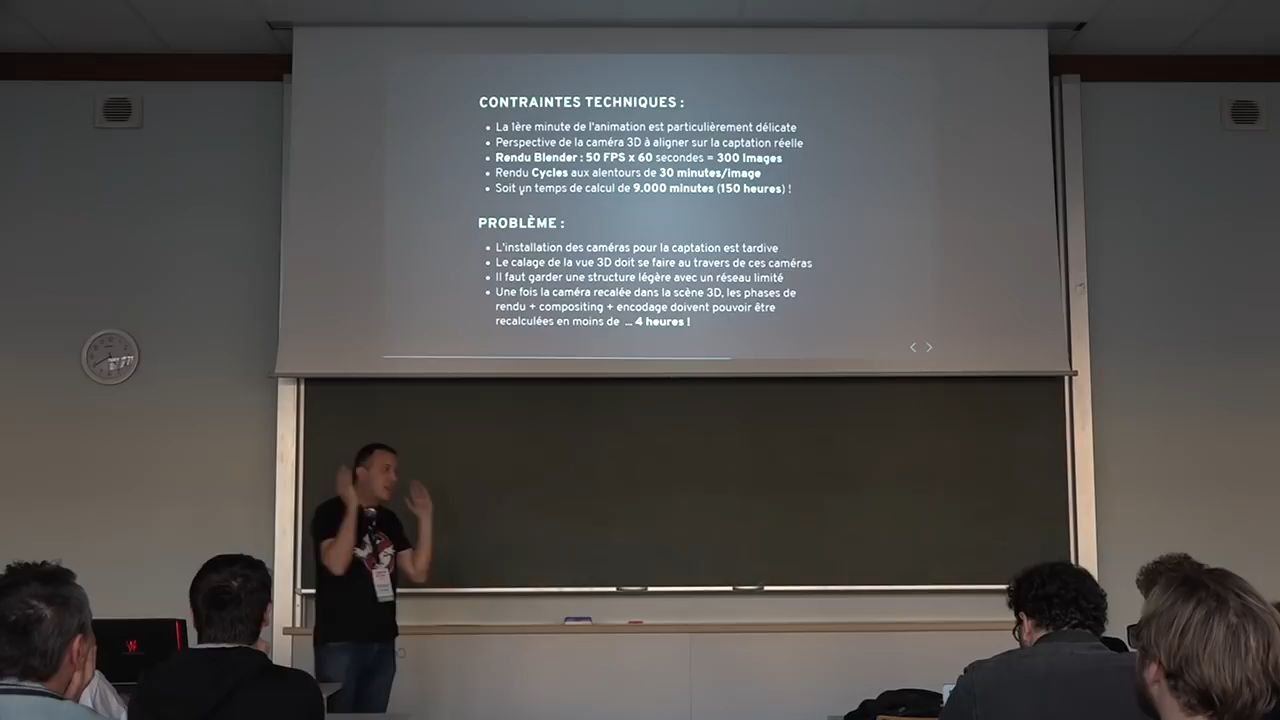 CONTRAINTES TECHNIQUES :
• La 1ère minute de l'animation est particulièrement délicate
• Perspective de la caméra 3D à aligner sur la captation réelle
• Rendu Blender : 50 FPS x 60 secondes = 300 Images
• Rendu Cycles aux alentours de 30 minutes/image
• Soit un temps de calcul de 9.000 minutes (150 heures) !
PROBLÈME :
• L'installation des caméras pour la captation est tardive
• Le calage de la vue 3D doit se faire au travers de ces caméras
• Il faut garder une structure légère avec un réseau limité
• Une fois la caméra recalée dans la scène 3D, les phases de
rendu + compositing + encodage doivent pouvoir être
recalculées en moins de ... 4 heures !